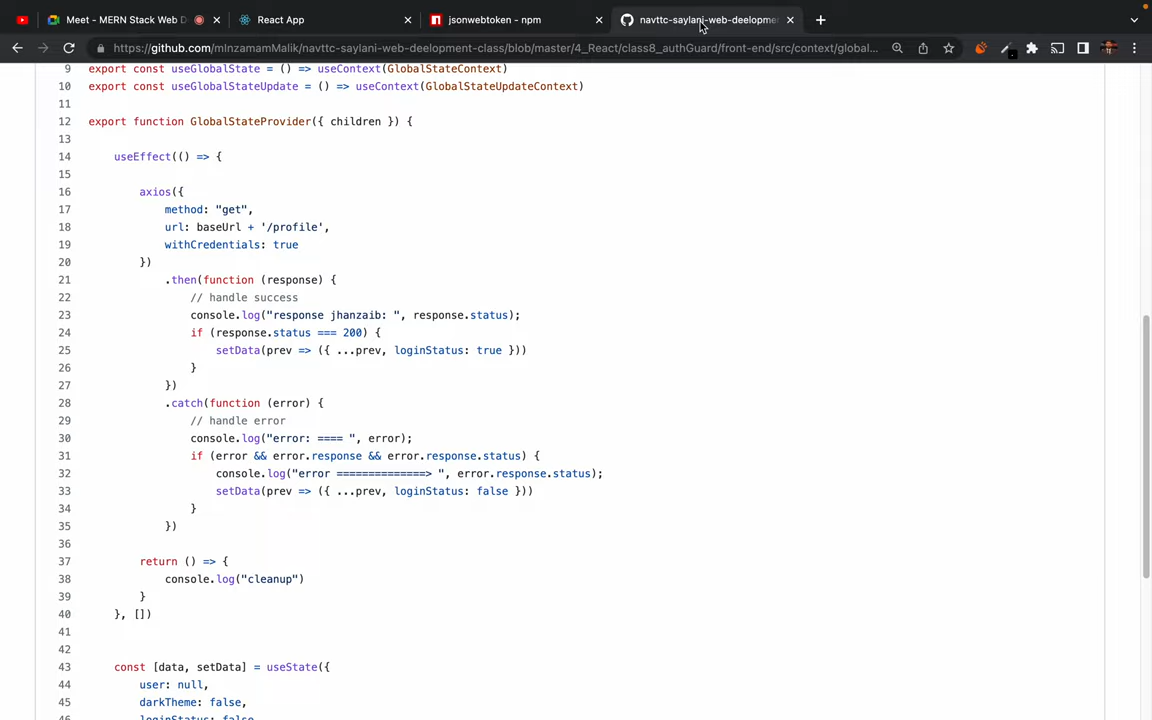 Meet - MERN Stack Web D
React App
jsonwebtoken - npm
navttc-saylani-web-deelopmen
https://github.com/mInzamamMalik/navttc-saylani-web-deelopment-class/blob/master/4_React/class8_authGuard/front-end/src/context/global...
9 export const useGlobalState = () => useContext(GlobalStateContext)
10 export const useGlobalStateUpdate = () => useContext(GlobalStateUpdateContext)
11
12 export function GlobalStateProvider({ children }) {
13
14 useEffect(() => {
15
16 axios({
17 method: "get",
18 url: baseUrl + '/profile',
19 withCredentials: true
20 })
21 .then(function (response) {
22 // handle success
23 console.log("response jhanzaib: ", response.status);
24 if (response.status === 200) {
25 setData(prev => ({ ...prev, loginStatus: true }))
26 }
27 })
28 .catch(function (error) {
29 // handle error
30 console.log("error: ==== ", error);
31 if (error && error.response && error.response.status) {
32 console.log("error ==============> ", error.response.status);
33 setData(prev => ({ ...prev, loginStatus: false }))
34 }
35 })
36
37 return () => {
38 console.log("cleanup")
39 }
40 }, [])
41
42
43 const [data, setData] = useState({
44 user: null,
45 darkTheme: false,
46 loginStatus: false